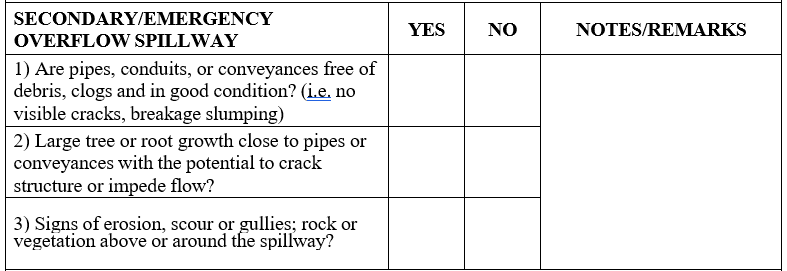 SECONDARY/EMERGENCY
OVERFLOW SPILLWAY
YES
NO
NOTES/REMARKS
1) Are pipes, conduits, or conveyances free of
debris, clogs and in good condition? (i.e. no
visible cracks, breakage slumping)
2) Large tree or root growth close to pipes or
conveyances with the potential to crack
structure or impede flow?
3) Signs of erosion, scour or gullies; rock or
vegetation above or around the spillway?